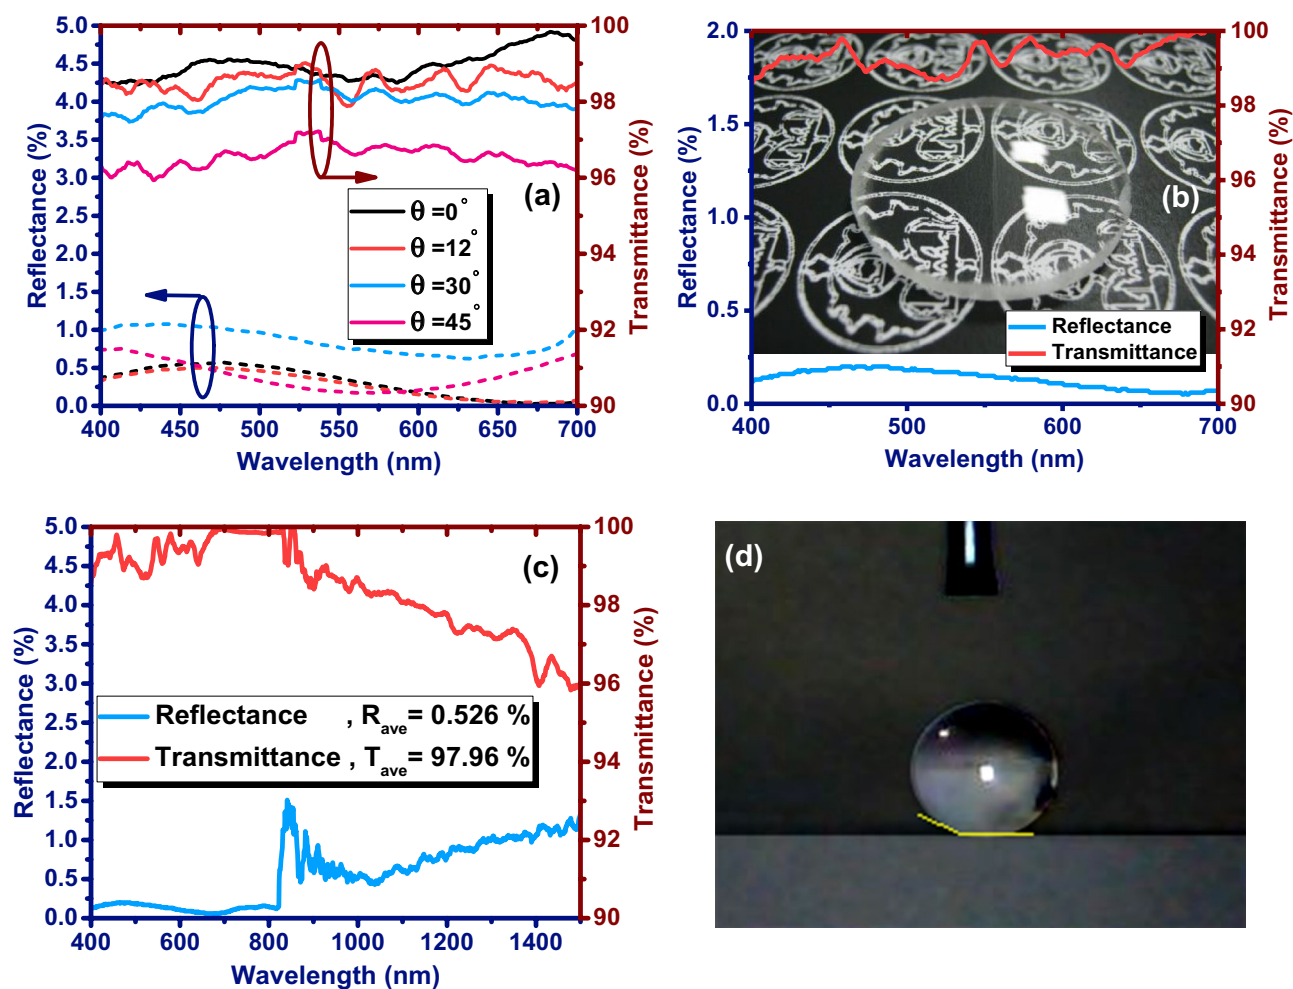 (a)
5.0
4.5
4.0
3.5
3.0
2.5
2.0
1.5
1.0
0.5
0.0
Reflectance (%)
100
98
96
94
92
90
Transmittance (%)
θ =0°
θ =12°
θ =30°
θ =45°
400 450 500 550 600 650 700
Wavelength (nm)
(b)
2.0
1.5
1.0
0.5
0.0
Reflectance (%)
100
98
96
94
92
90
Transmittance (%)
Reflectance
Transmittance
400 500 600 700
Wavelength (nm)
(c)
5.0
4.5
4.0
3.5
3.0
2.5
2.0
1.5
1.0
0.5
0.0
Reflectance (%)
100
98
96
94
92
90
Transmittance (%)
Reflectance , R_ave= 0.526 %
Transmittance , T_ave= 97.96 %
400 600 800 1000 1200 1400
Wavelength (nm)
(d)